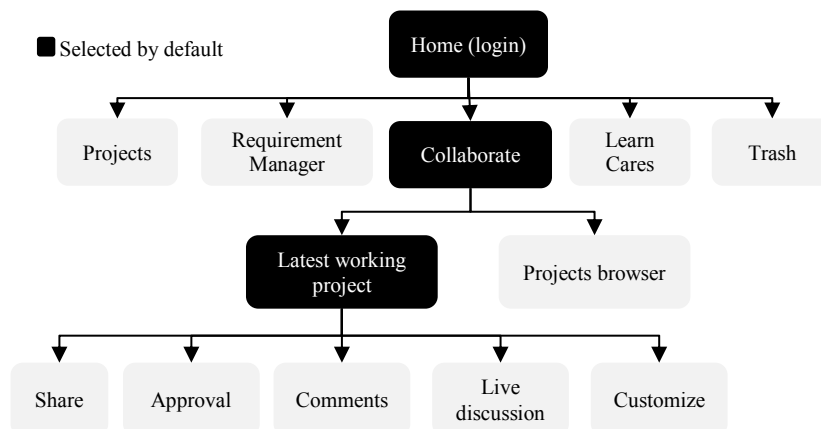 Selected by default
Home (login)
Projects
Requirement
Manager
Collaborate
Learn
Cares
Trash
Latest working
project
Projects browser
Share
Approval
Comments
Live
discussion
Customize